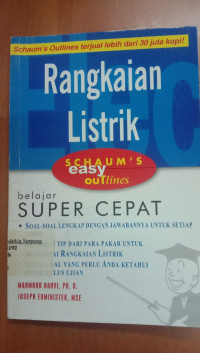 Schaum's Outlines terjual lebih dari 30 juta kopi!
Rangkaian
Listrik
SCHAUM'S
easy
outlines
belajar
SUPER CEPAT
• SOAL-SOAL LENGKAP DENGAN JAWABANNYA UNTUK SETIAP
TIP DARI PARA PAKAR UNTUK
RANGKAIAN LISTRIK
YANG PERLU ANDA KETAHUI
LULUS UJIAN
MAHMOOD NAHVI, PH. D.
JOSEPH EDMINISTER, MSE